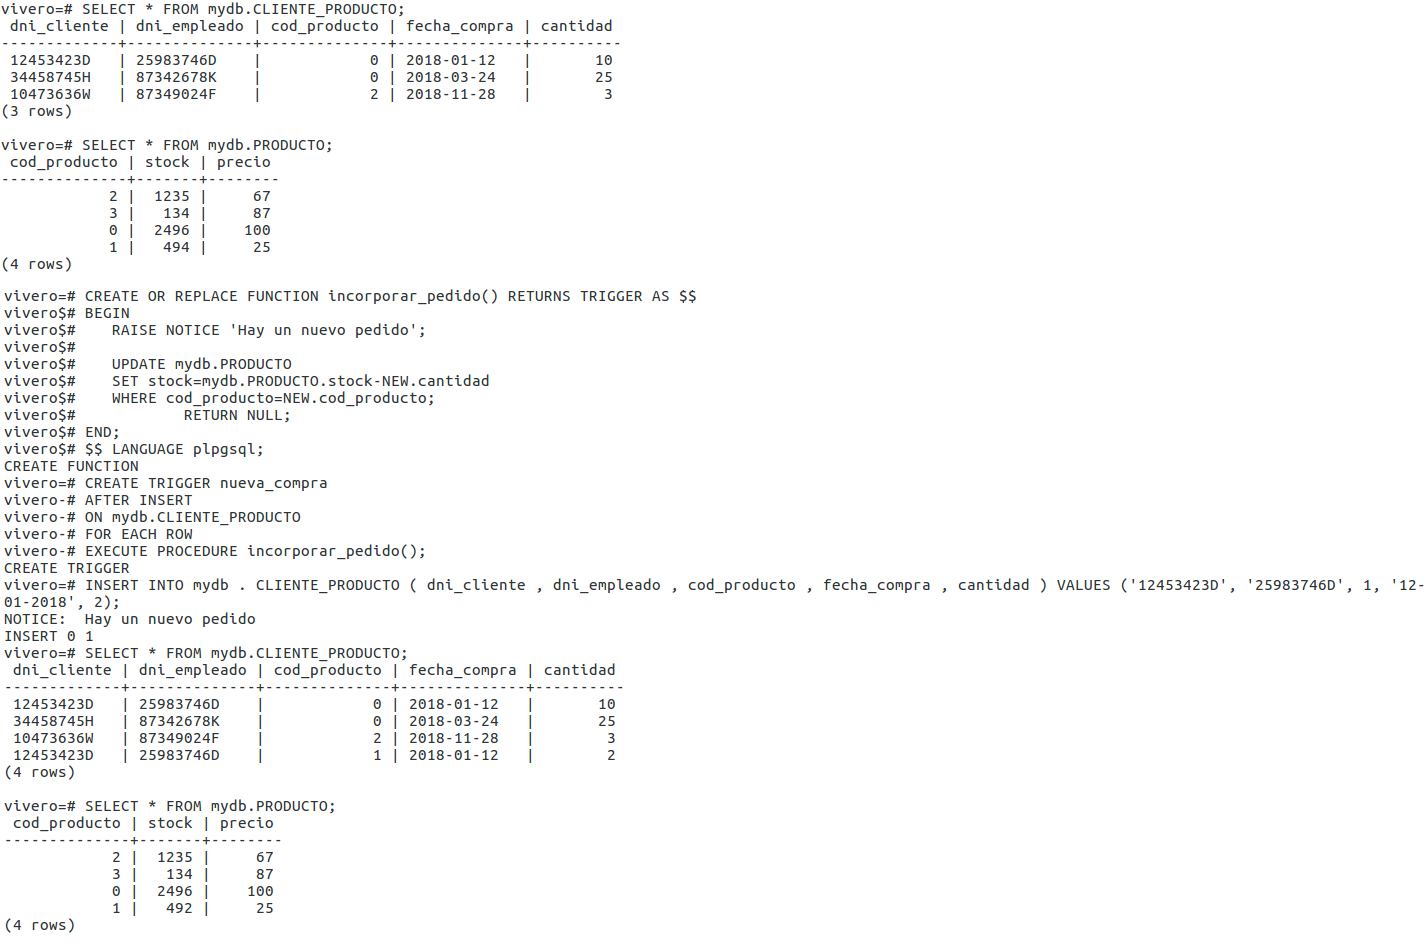 vivero=# SELECT * FROM mydb.CLIENTE_PRODUCTO;
 dni_cliente | dni_empleado | cod_producto | fecha_compra | cantidad
-------------+--------------+--------------+--------------+----------
 12453423D   | 25983746D    |            0 | 2018-01-12   |       10
 34458745H   | 87342678K    |            0 | 2018-03-24   |       25
 10473636W   | 87349024F    |            2 | 2018-11-28   |        3
(3 rows)

vivero=# SELECT * FROM mydb.PRODUCTO;
 cod_producto | stock | precio
--------------+-------+--------
            2 |  1235 |     67
            3 |   134 |     87
            0 |  2496 |    100
            1 |   494 |     25
(4 rows)

vivero=# CREATE OR REPLACE FUNCTION incorporar_pedido() RETURNS TRIGGER AS $$
vivero$# BEGIN
vivero$#    RAISE NOTICE 'Hay un nuevo pedido';
vivero$#
vivero$#    UPDATE mydb.PRODUCTO
vivero$#    SET stock=mydb.PRODUCTO.stock-NEW.cantidad
vivero$#    WHERE cod_producto=NEW.cod_producto;
vivero$#            RETURN NULL;
vivero$# END;
vivero$# $$ LANGUAGE plpgsql;
CREATE FUNCTION
vivero=# CREATE TRIGGER nueva_compra
vivero-# AFTER INSERT
vivero-# ON mydb.CLIENTE_PRODUCTO
vivero-# FOR EACH ROW
vivero-# EXECUTE PROCEDURE incorporar_pedido();
CREATE TRIGGER
vivero=# INSERT INTO mydb . CLIENTE_PRODUCTO ( dni_cliente , dni_empleado , cod_producto , fecha_compra , cantidad ) VALUES ('12453423D', '25983746D', 1, '12-
01-2018', 2);
NOTICE:  Hay un nuevo pedido
INSERT 0 1
vivero=# SELECT * FROM mydb.CLIENTE_PRODUCTO;
 dni_cliente | dni_empleado | cod_producto | fecha_compra | cantidad
-------------+--------------+--------------+--------------+----------
 12453423D   | 25983746D    |            0 | 2018-01-12   |       10
 34458745H   | 87342678K    |            0 | 2018-03-24   |       25
 10473636W   | 87349024F    |            2 | 2018-11-28   |        3
 12453423D   | 25983746D    |            1 | 2018-01-12   |        2
(4 rows)

vivero=# SELECT * FROM mydb.PRODUCTO;
 cod_producto | stock | precio
--------------+-------+--------
            2 |  1235 |     67
            3 |   134 |     87
            0 |  2496 |    100
            1 |   492 |     25
(4 rows)